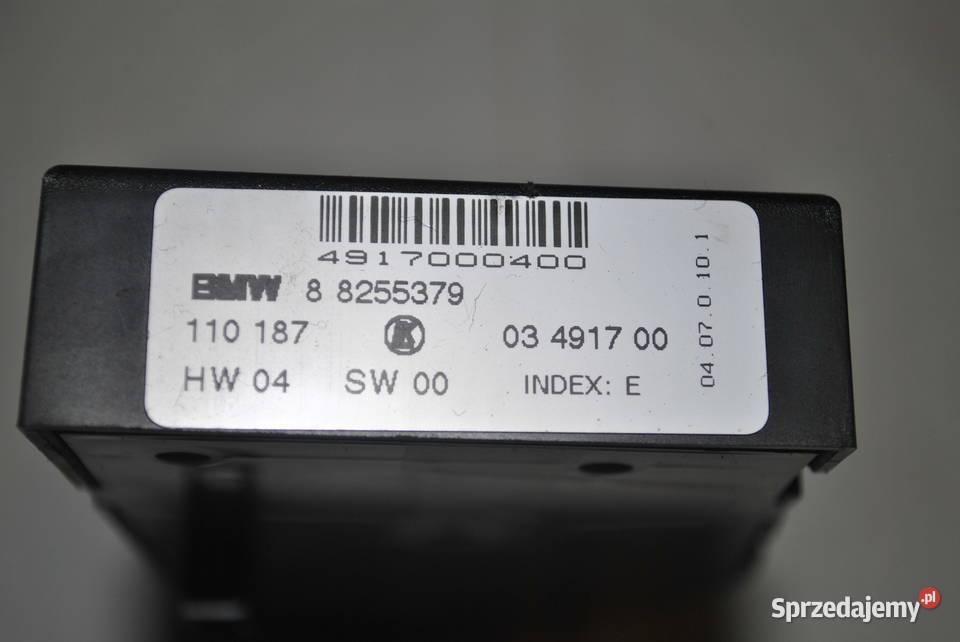 4917000400
BMW 8 8255379
110 187 K 03 4917 00
HW 04 SW 00 INDEX: E
04.07.0.10.1
Sprzedajemy.pl